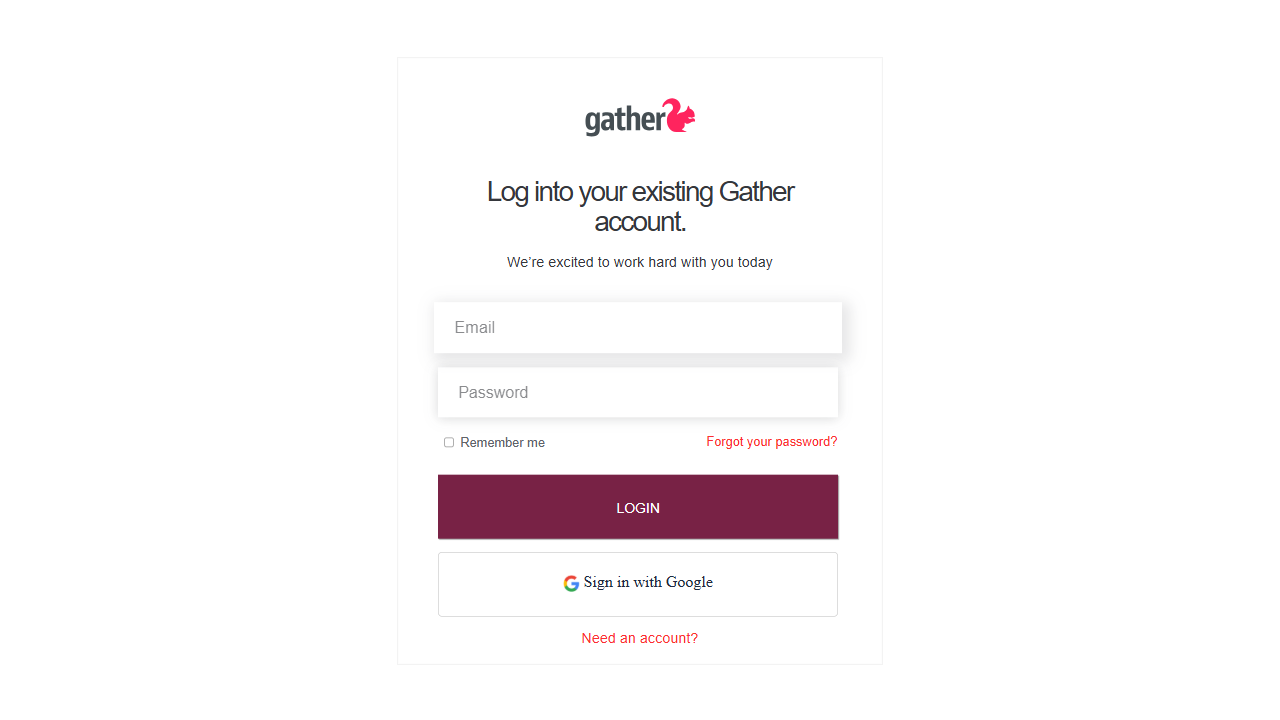 gather
Log into your existing Gather
account.
We’re excited to work hard with you today
Email
Password
Remember me
Forgot your password?
LOGIN
Sign in with Google
Need an account?